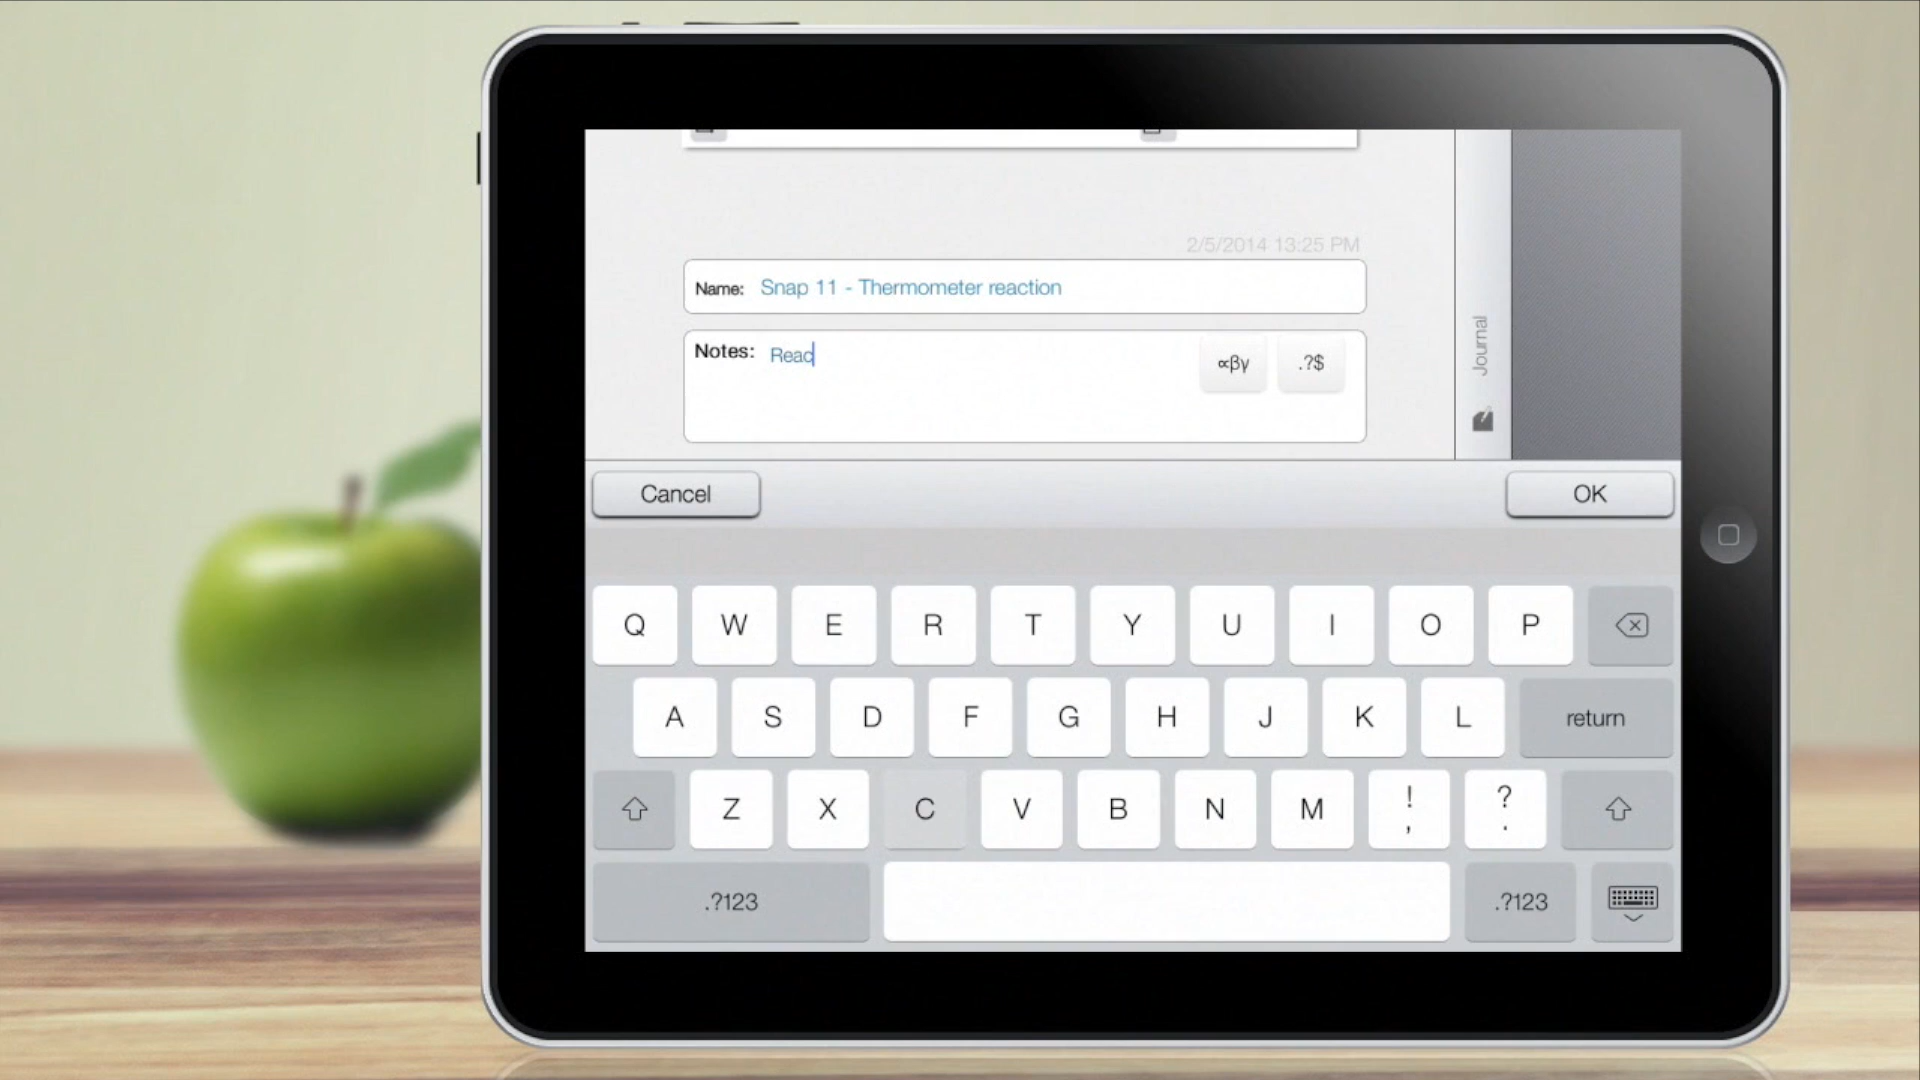 2/5/2014 13:25 PM
Name: Snap 11 - Thermometer reaction
Notes: Reac
∝βγ .?$
Journal
Cancel OK
Q W E R T Y U I O P
A S D F G H J K L return
Z X C V B N M ! , ? .
.?123 .?123